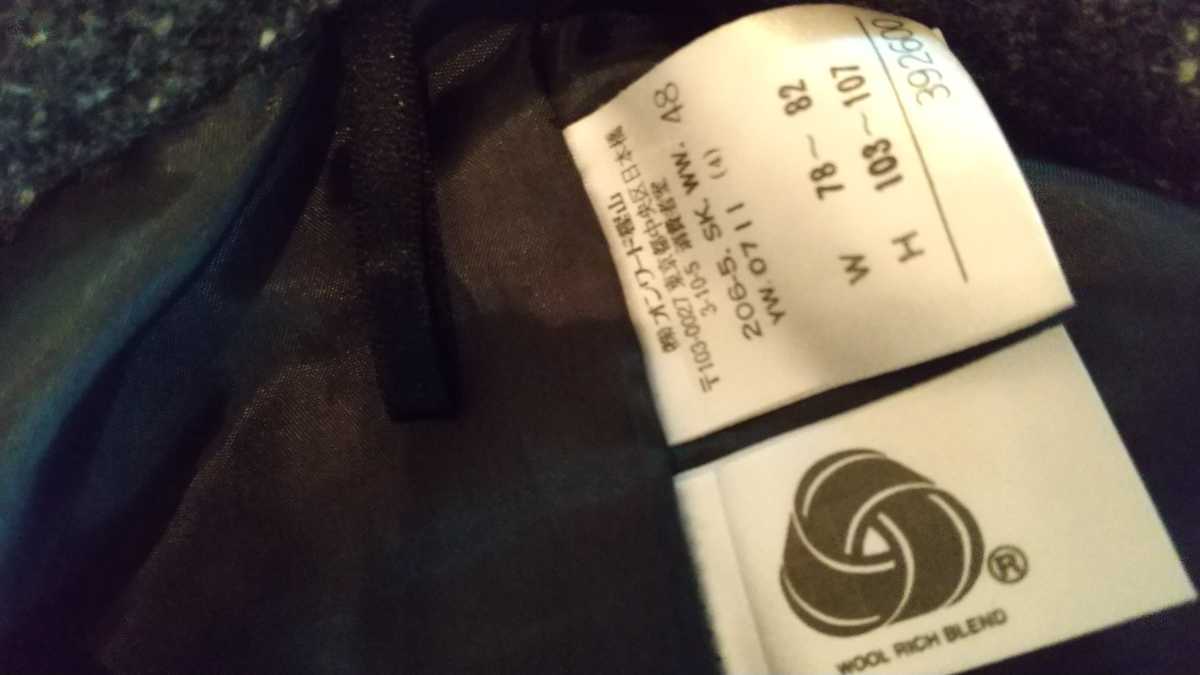 392600
H 103～107
W 78～82
206-5. SK. WW. 48
YW. 0711 (4)
㈱オンワード樫山
〒103-0027 東京都中央区日本橋
3-10-5 消費者室
®
WOOL RICH BLEND